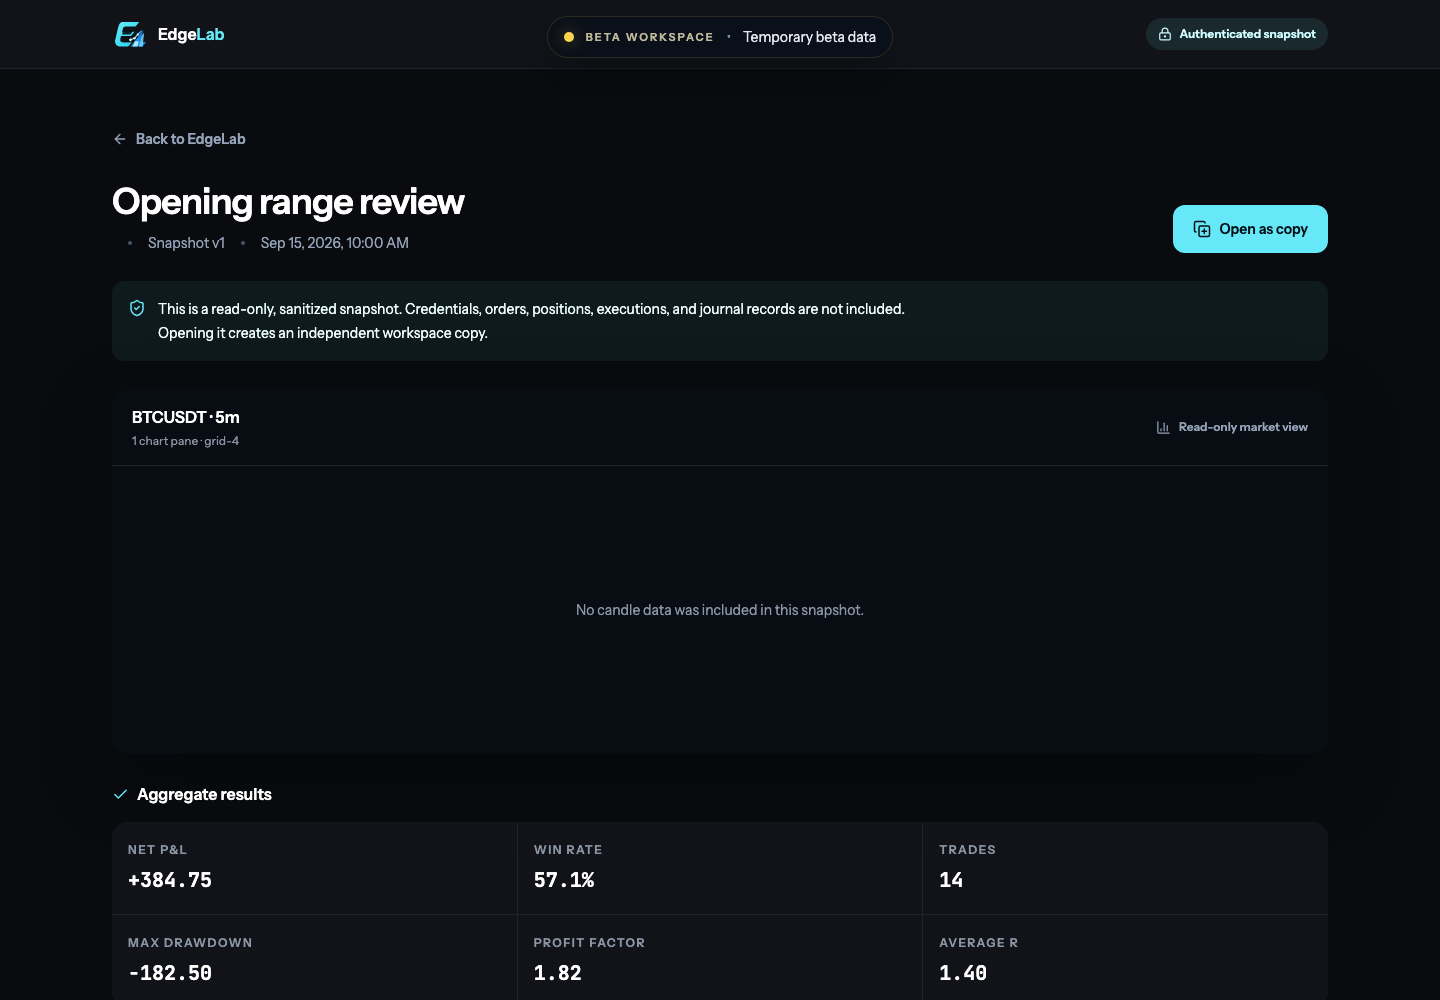 EdgeLab
BETA WORKSPACE • Temporary beta data
Authenticated snapshot
Back to EdgeLab
Opening range review
• Snapshot v1 • Sep 15, 2026, 10:00 AM
Open as copy
This is a read-only, sanitized snapshot. Credentials, orders, positions, executions, and journal records are not included.
Opening it creates an independent workspace copy.
BTCUSDT · 5m
1 chart pane · grid-4
Read-only market view
No candle data was included in this snapshot.
Aggregate results
NET P&L
+384.75
WIN RATE
57.1%
TRADES
14
MAX DRAWDOWN
-182.50
PROFIT FACTOR
1.82
AVERAGE R
1.40